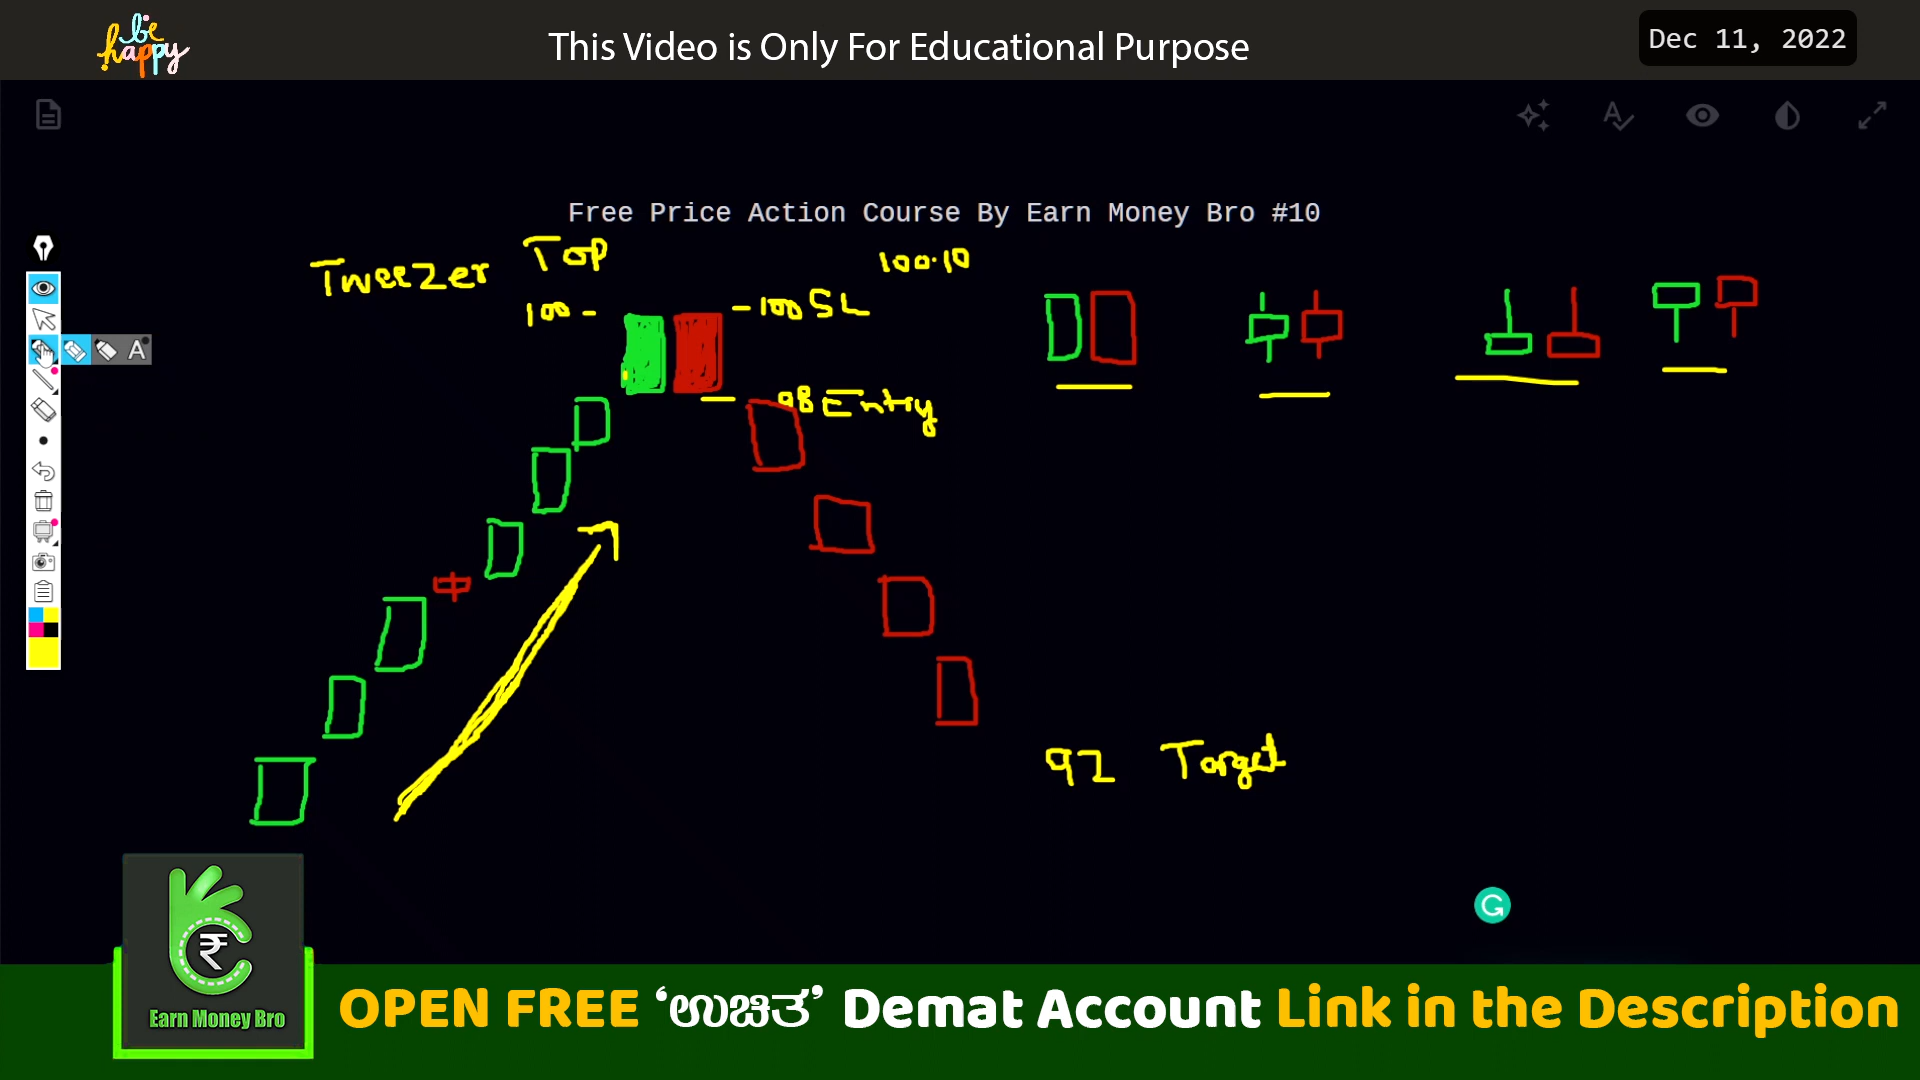 be
happy
This Video is Only For Educational Purpose
Dec 11, 2022
Free Price Action Course By Earn Money Bro #10
Tweezer Top
100.10
100 -
- 100 SL
98 Entry
92 Target
A
₹
Earn Money Bro
OPEN FREE ‘ಉಚಿತ’ Demat Account Link in the Description